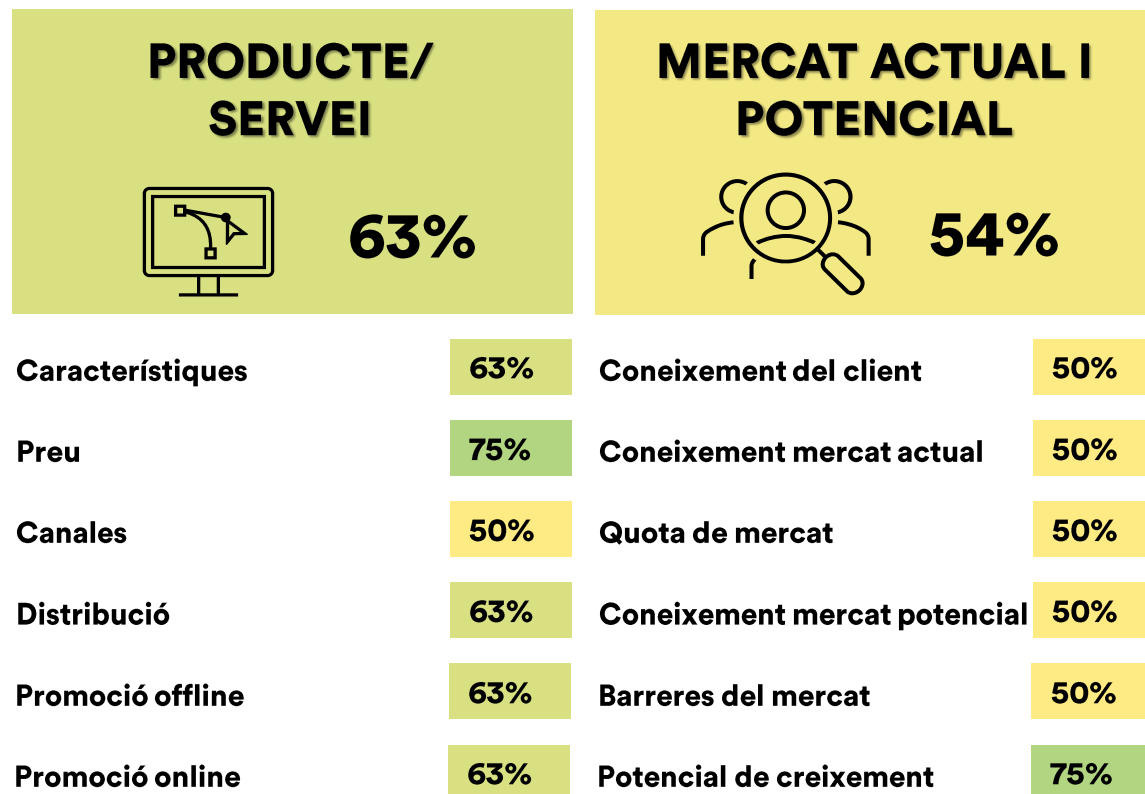 PRODUCTE/
SERVEI
63%
Característiques 63%
Preu 75%
Canales 50%
Distribució 63%
Promoció offline 63%
Promoció online 63%
MERCAT ACTUAL I
POTENCIAL
54%
Coneixement del client 50%
Coneixement mercat actual 50%
Quota de mercat 50%
Coneixement mercat potencial 50%
Barreres del mercat 50%
Potencial de creixement 75%